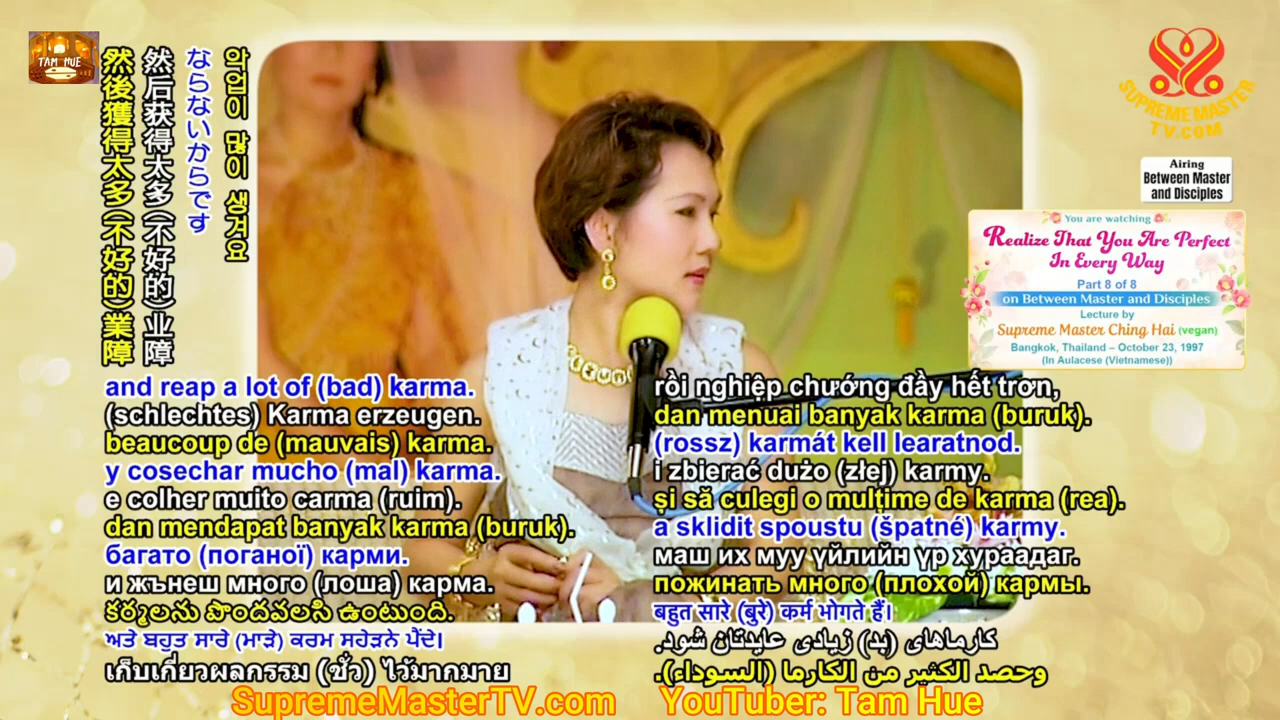 TAM HUE
然後獲得太多(不好的)業障
然后获得太多(不好的)业障
ならないからです
악업이 많이 생겨요
SUPREME MASTER
TV.COM
Airing
Between Master
and Disciples
You are watching
Realize That You Are Perfect
In Every Way
Part 8 of 8
on Between Master and Disciples
Lecture by
Supreme Master Ching Hai (vegan)
Bangkok, Thailand – October 23, 1997
(In Aulacese (Vietnamese))
and reap a lot of (bad) karma.
(schlechtes) Karma erzeugen.
beaucoup de (mauvais) karma.
y cosechar mucho (mal) karma.
e colher muito carma (ruim).
dan mendapat banyak karma (buruk).
багато (поганої) карми.
и жънеш много (лоша) карма.
కర్మలను పొందవలసి ఉంటుంది.
ਅਤੇ ਬਹੁਤ ਸਾਰੇ (ਮਾੜੇ) ਕਰਮ ਸਹੇੜਨੇ ਪੈਂਦੇ।
เก็บเกี่ยวผลกรรม (ชั่ว) ไว้มากมาย
rồi nghiệp chướng đầy hết trơn,
dan menuai banyak karma (buruk).
(rossz) karmát kell learatnod.
i zbierać dużo (złej) karmy.
și să culegi o mulțime de karma (rea).
a sklidit spoustu (špatné) karmy.
маш их муу үйлийн үр хураадаг.
пожинать много (плохой) кармы.
बहुत सारे (बुरे) कर्म भोगते हैं।
کارماهای (بد) زیادی عایدتان شود.
وحصد الكثير من الكارما (السوداء).
SupremeMasterTV.com YouTuber: Tam Hue